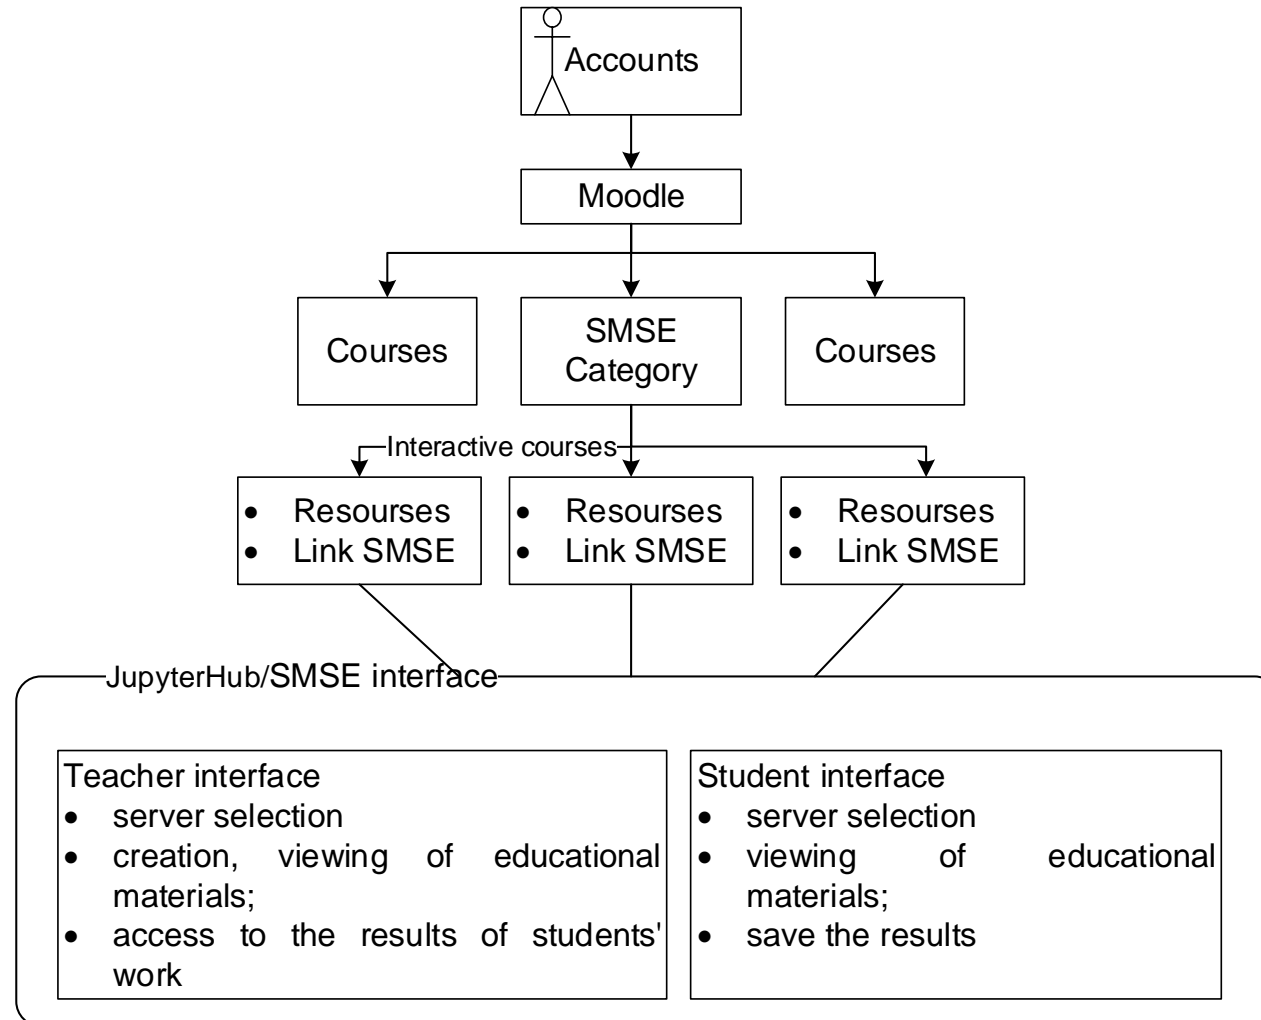 Accounts
Moodle
Courses
SMSE
Category
Courses
Interactive courses
• Resourses
• Link SMSE
• Resourses
• Link SMSE
• Resourses
• Link SMSE
JupyterHub/SMSE interface
Teacher interface
• server selection
• creation, viewing of educational
materials;
• access to the results of students'
work
Student interface
• server selection
• viewing of educational
materials;
• save the results